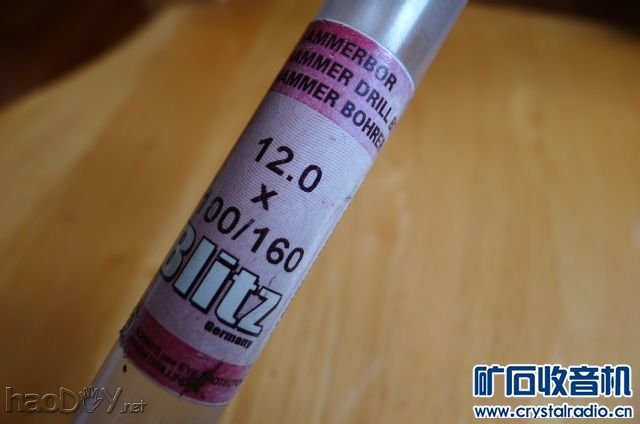 HAMMERBOR
HAMMER DRILL
HAMMER BOHRER
12.0
x
100/160
Blitz
Germany
haoDIY.net
矿石收音机
www.crystalradio.cn